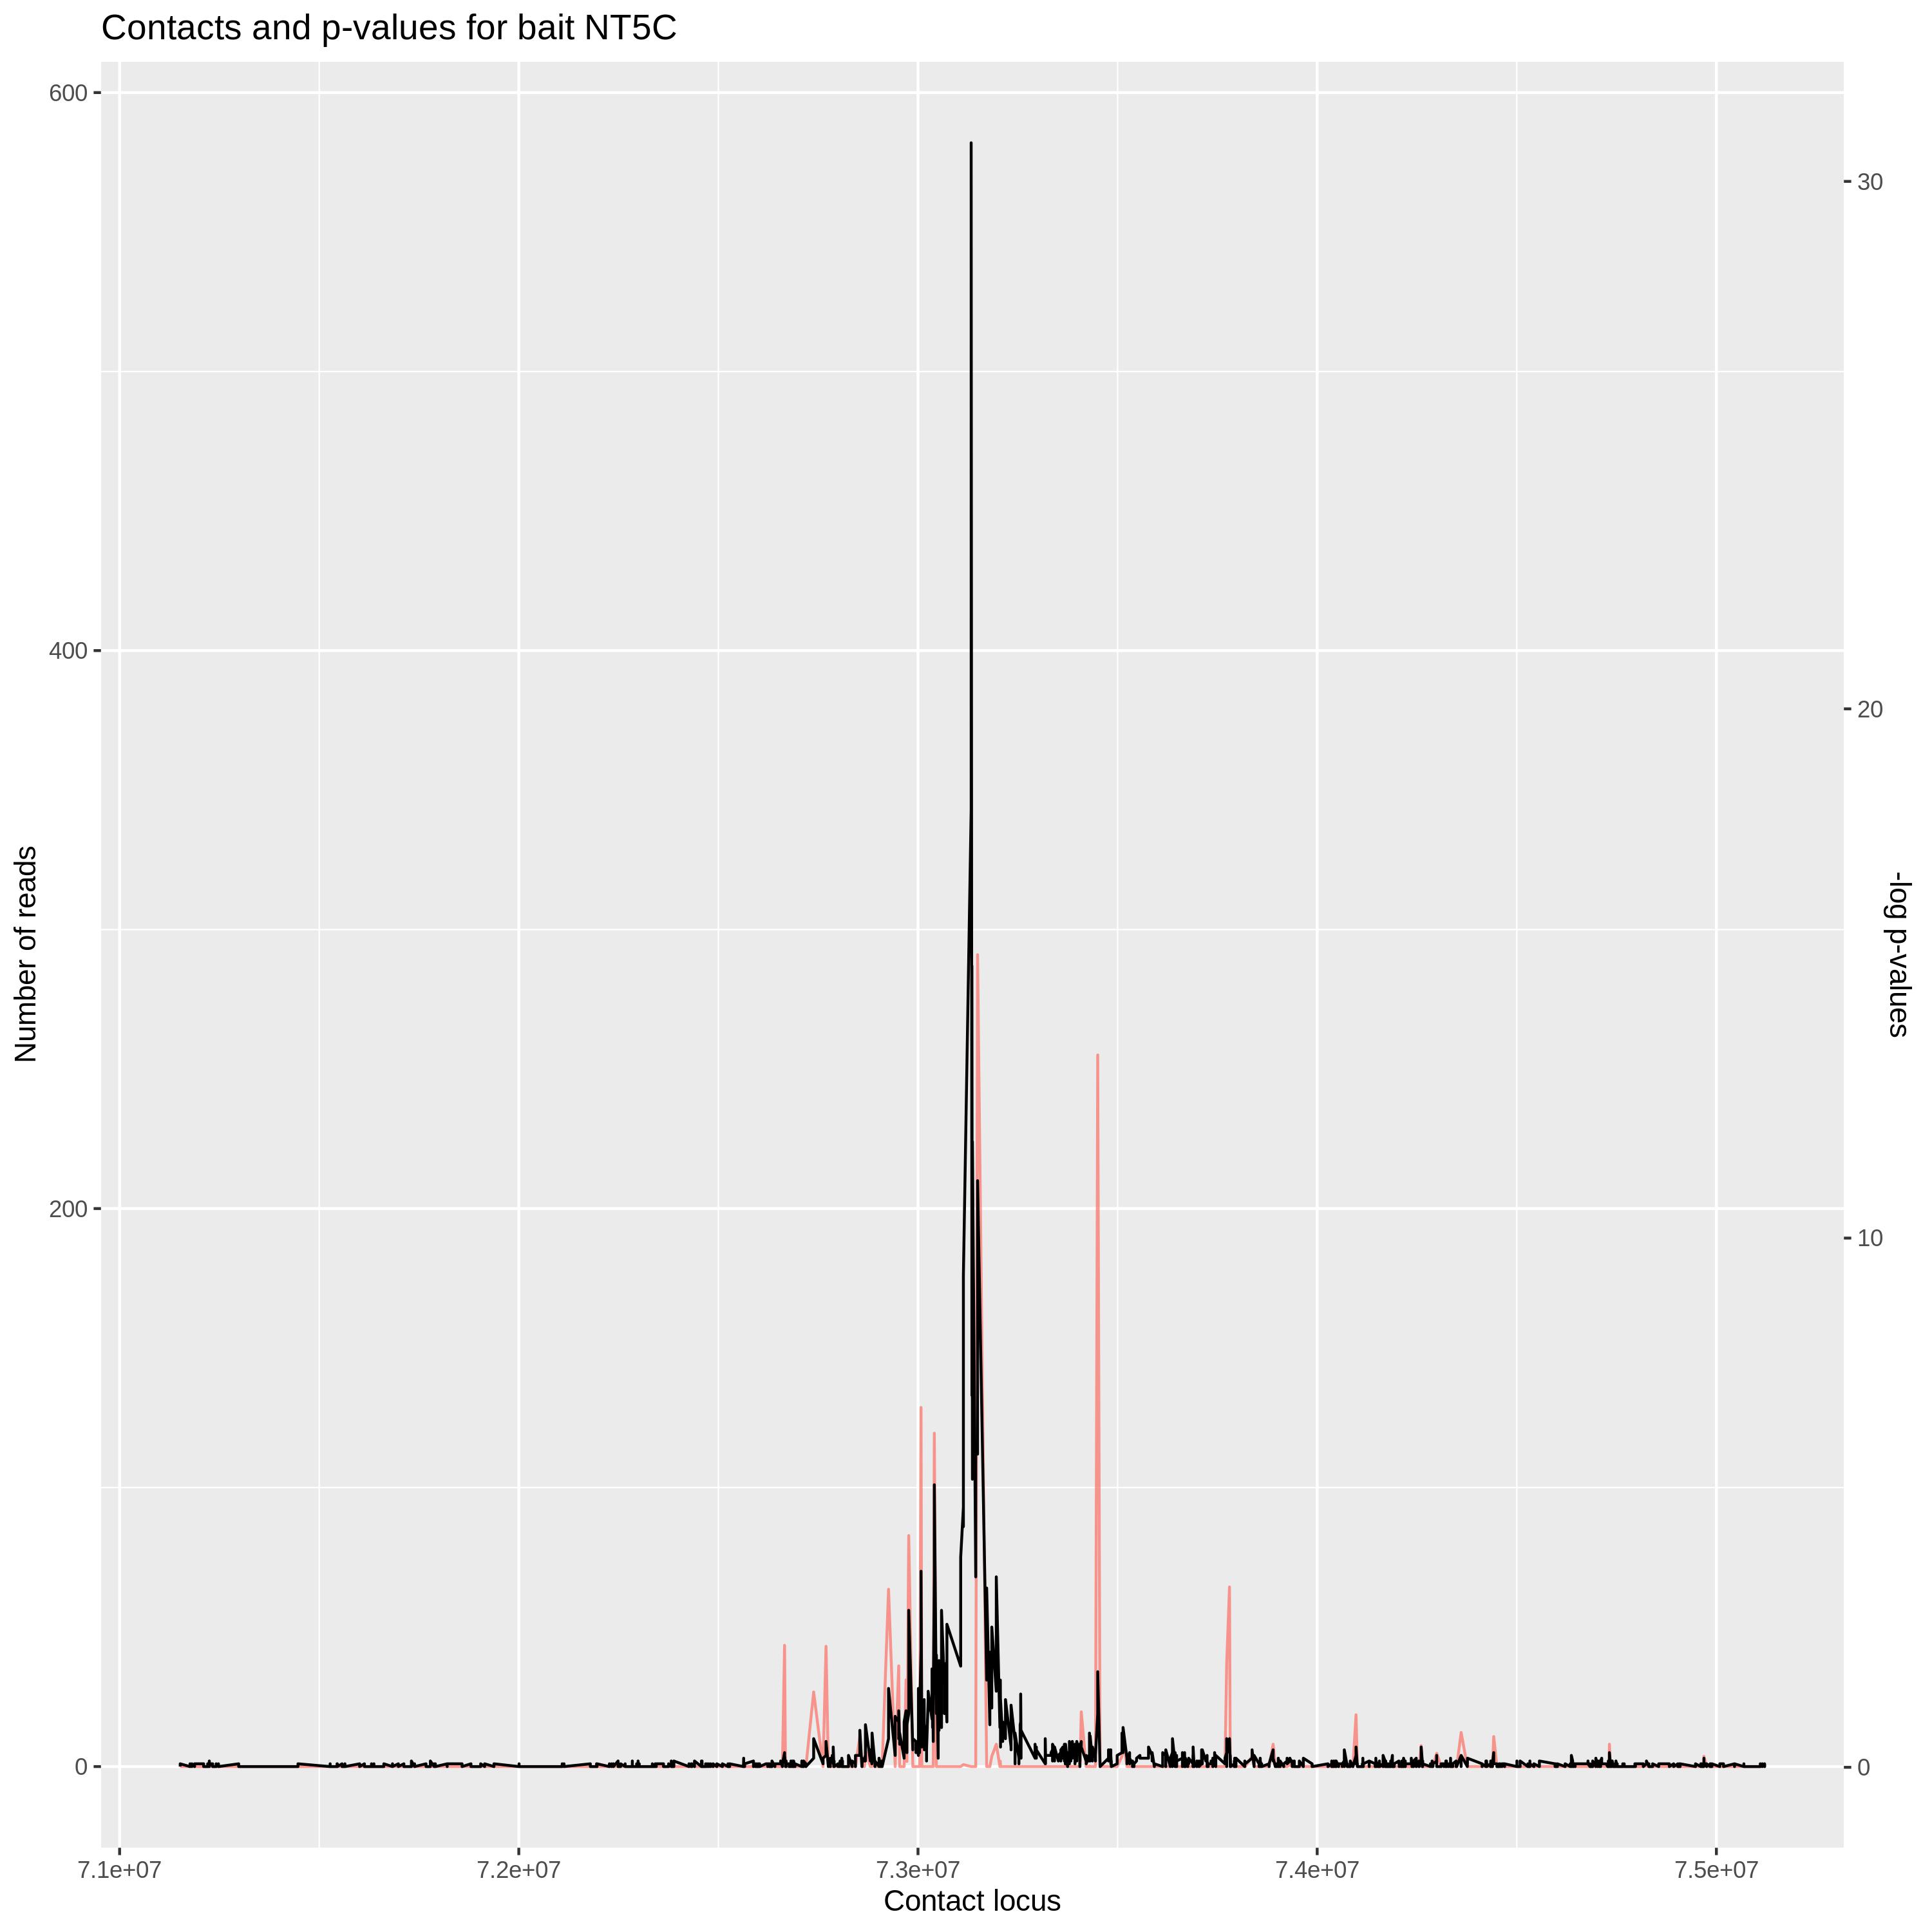 Contacts and p-values for bait NT5C
600
400
200
0
Number of reads
30
20
10
0
-log p-values
7.1e+07 7.2e+07 7.3e+07 7.4e+07 7.5e+07
Contact locus